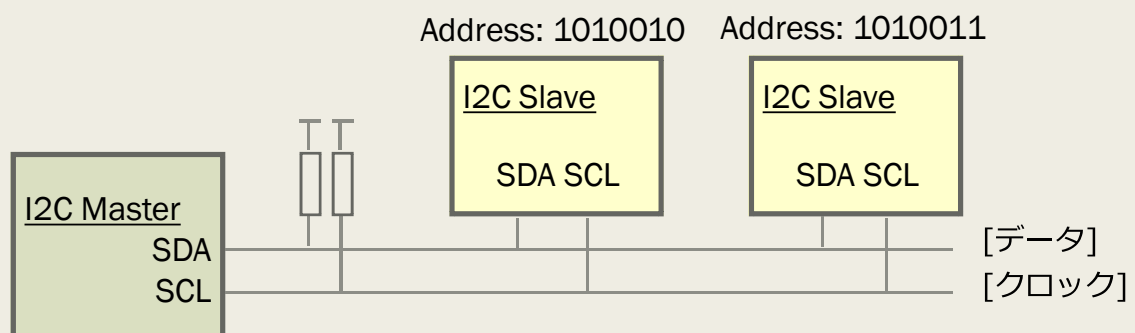 Address: 1010010
Address: 1010011
I2C Slave
I2C Slave
SDA SCL
SDA SCL
I2C Master
SDA
SCL
[データ]
[クロック]